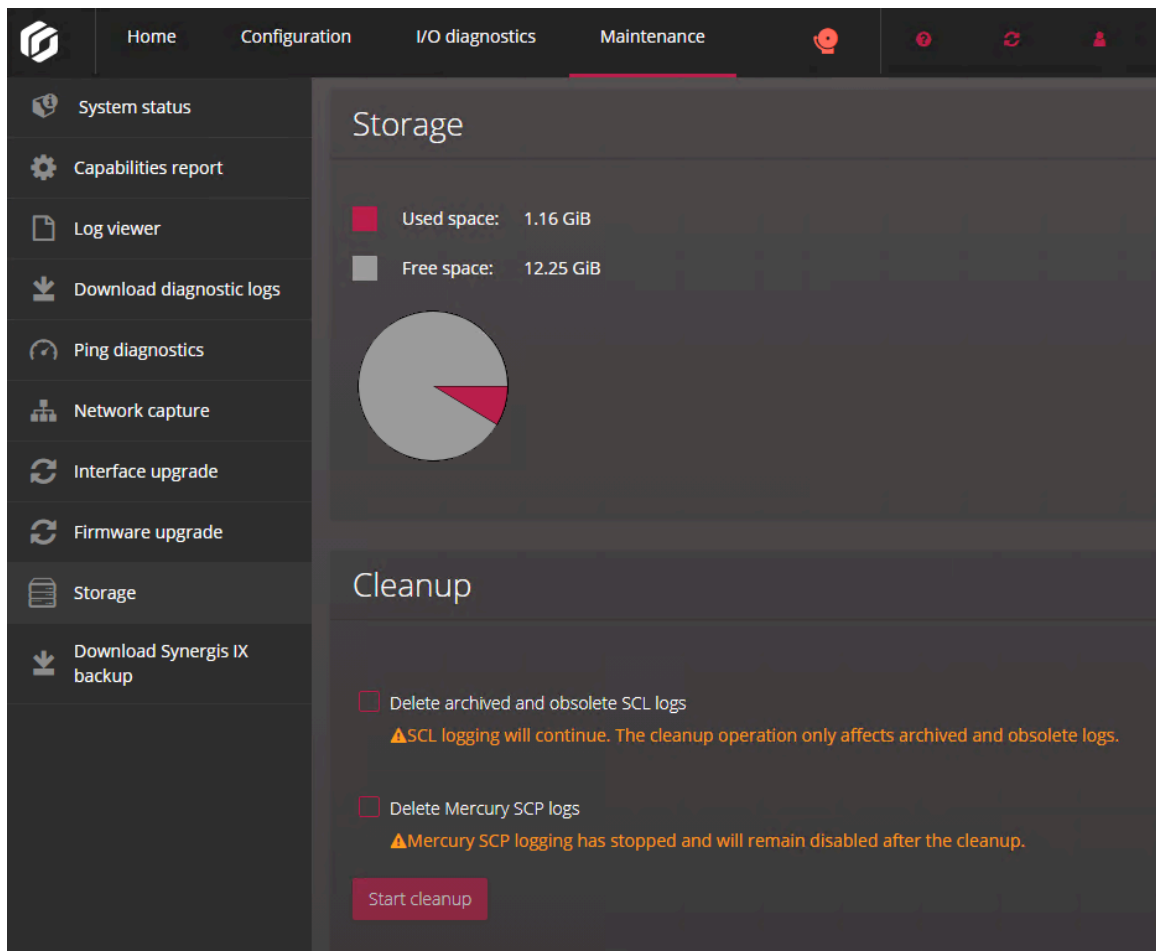 Home Configuration I/O diagnostics Maintenance
System status
Capabilities report
Log viewer
Download diagnostic logs
Ping diagnostics
Network capture
Interface upgrade
Firmware upgrade
Storage
Download Synergis IX
backup
Storage
Used space: 1.16 GiB
Free space: 12.25 GiB
Cleanup
Delete archived and obsolete SCL logs
SCL logging will continue. The cleanup operation only affects archived and obsolete logs.
Delete Mercury SCP logs
Mercury SCP logging has stopped and will remain disabled after the cleanup.
Start cleanup